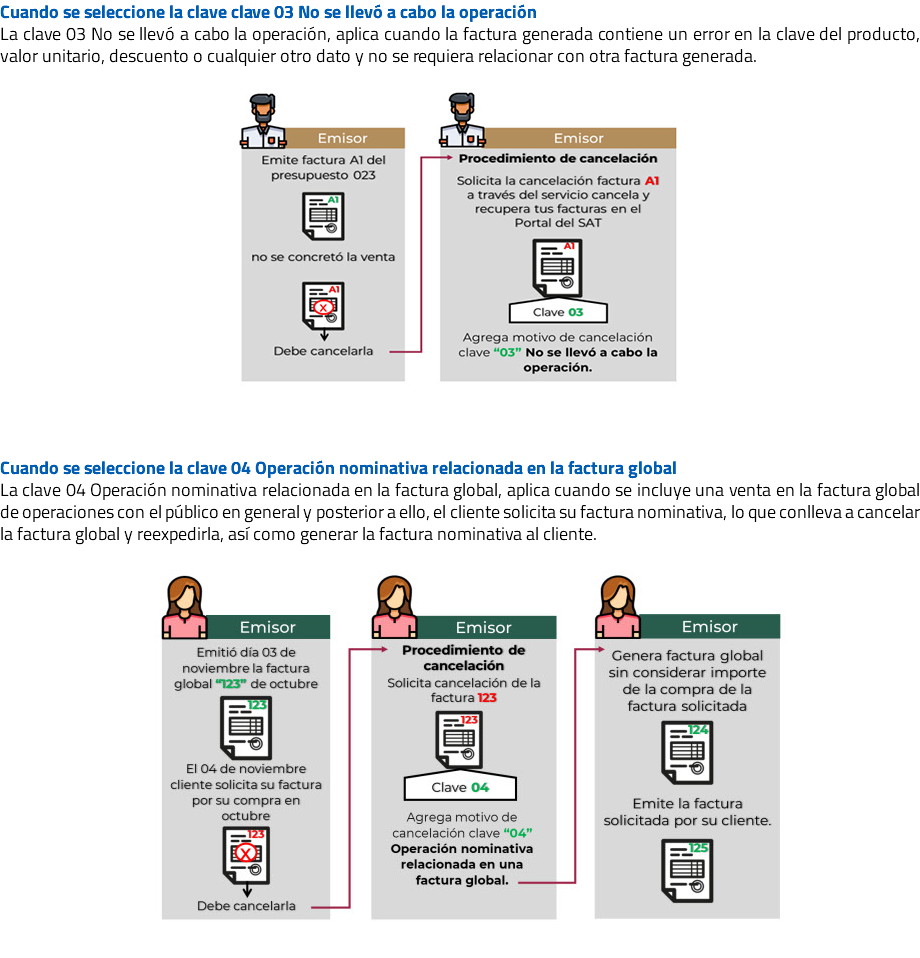 Cuando se seleccione la clave clave 03 No se llevó a cabo la operación
La clave 03 No se llevó a cabo la operación, aplica cuando la factura generada contiene un error en la clave del producto,
valor unitario, descuento o cualquier otro dato y no se requiera relacionar con otra factura generada.
Emisor
Emite factura A1 del
presupuesto 023
A1
no se concretó la venta
A1
X
Debe cancelarla
Emisor
Procedimiento de cancelación
Solicita la cancelación factura A1
a través del servicio cancela y
recupera tus facturas en el
Portal del SAT
A1
Clave 03
Agrega motivo de cancelación
clave “03” No se llevó a cabo la
operación.
Cuando se seleccione la clave 04 Operación nominativa relacionada en la factura global
La clave 04 Operación nominativa relacionada en la factura global, aplica cuando se incluye una venta en la factura global
de operaciones con el público en general y posterior a ello, el cliente solicita su factura nominativa, lo que conlleva a cancelar
la factura global y reexpedirla, así como generar la factura nominativa al cliente.
Emisor
Emitió día 03 de
noviembre la factura
global “123” de octubre
123
El 04 de noviembre
cliente solicita su factura
por su compra en
octubre
123
X
Debe cancelarla
Emisor
Procedimiento de
cancelación
Solicita cancelación de la
factura 123
123
Clave 04
Agrega motivo de
cancelación clave “04”
Operación nominativa
relacionada en una
factura global.
Emisor
Genera factura global
sin considerar importe
de la compra de la
factura solicitada
124
Emite la factura
solicitada por su cliente.
125